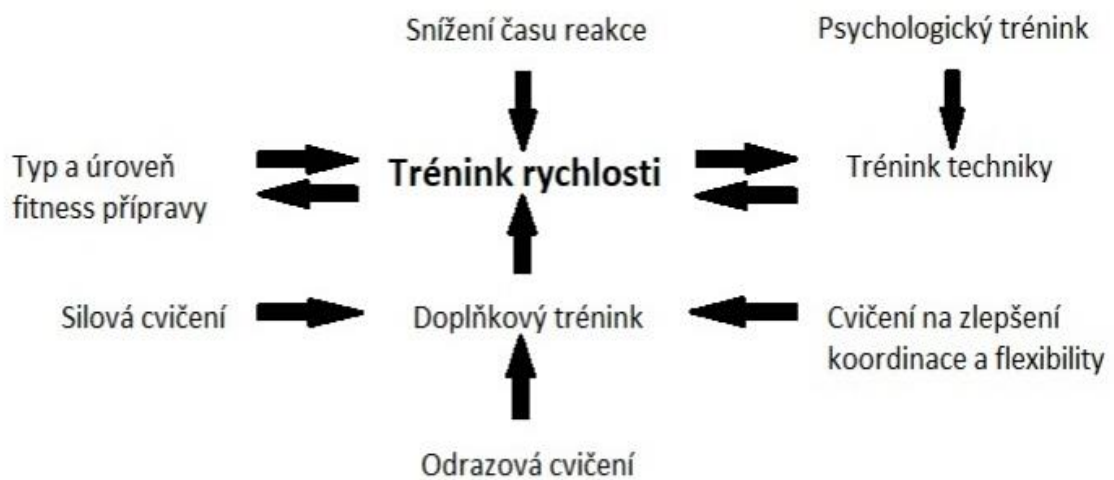 Snížení času reakce
Psychologický trénink
Typ a úroveň
fitness přípravy
Trénink rychlosti
Trénink techniky
Silová cvičení
Doplňkový trénink
Cvičení na zlepšení
koordinace a flexibility
Odrazová cvičení